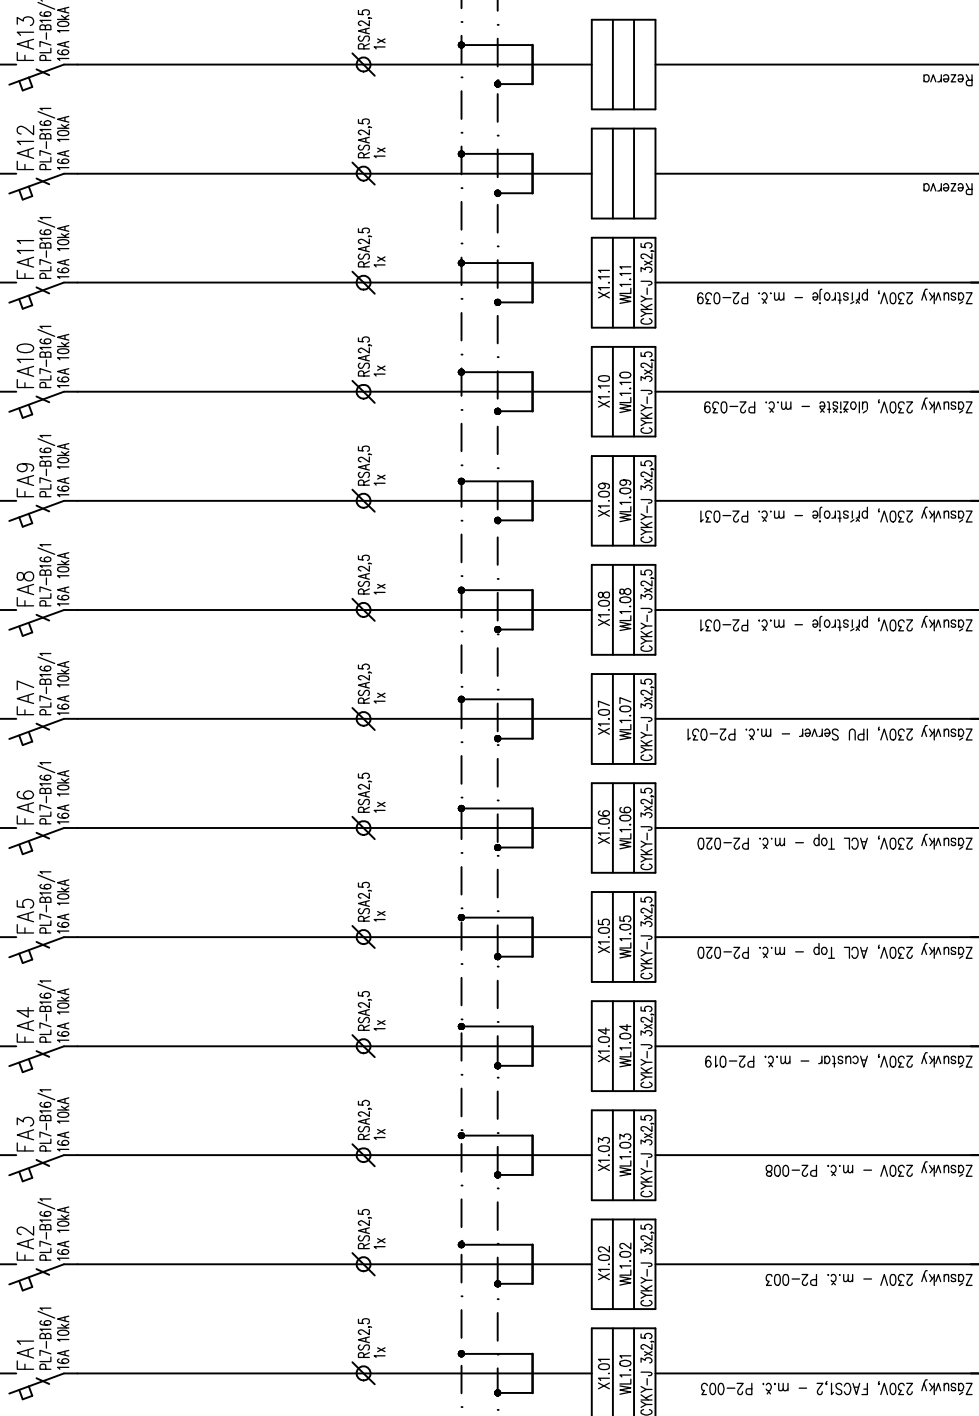 FA13
PL7-B16/1
16A 10kA
RSA2,5
1x
Rezerva
FA12
PL7-B16/1
16A 10kA
RSA2,5
1x
Rezerva
FA11
PL7-B16/1
16A 10kA
RSA2,5
1x
X1.11
WL1.11
CYKY-J 3x2,5
Zásuvky 230V, přístroje - m.č. P2-039
FA10
PL7-B16/1
16A 10kA
RSA2,5
1x
X1.10
WL1.10
CYKY-J 3x2,5
Zásuvky 230V, úložiště - m.č. P2-039
FA9
PL7-B16/1
16A 10kA
RSA2,5
1x
X1.09
WL1.09
CYKY-J 3x2,5
Zásuvky 230V, přístroje - m.č. P2-031
FA8
PL7-B16/1
16A 10kA
RSA2,5
1x
X1.08
WL1.08
CYKY-J 3x2,5
Zásuvky 230V, přístroje - m.č. P2-031
FA7
PL7-B16/1
16A 10kA
RSA2,5
1x
X1.07
WL1.07
CYKY-J 3x2,5
Zásuvky 230V, IPU Server - m.č. P2-031
FA6
PL7-B16/1
16A 10kA
RSA2,5
1x
X1.06
WL1.06
CYKY-J 3x2,5
Zásuvky 230V, ACL Top - m.č. P2-020
FA5
PL7-B16/1
16A 10kA
RSA2,5
1x
X1.05
WL1.05
CYKY-J 3x2,5
Zásuvky 230V, ACL Top - m.č. P2-020
FA4
PL7-B16/1
16A 10kA
RSA2,5
1x
X1.04
WL1.04
CYKY-J 3x2,5
Zásuvky 230V, Acustar - m.č. P2-019
FA3
PL7-B16/1
16A 10kA
RSA2,5
1x
X1.03
WL1.03
CYKY-J 3x2,5
Zásuvky 230V - m.č. P2-008
FA2
PL7-B16/1
16A 10kA
RSA2,5
1x
X1.02
WL1.02
CYKY-J 3x2,5
Zásuvky 230V - m.č. P2-003
FA1
PL7-B16/1
16A 10kA
RSA2,5
1x
X1.01
WL1.01
CYKY-J 3x2,5
Zásuvky 230V, FACS1,2 - m.č. P2-003